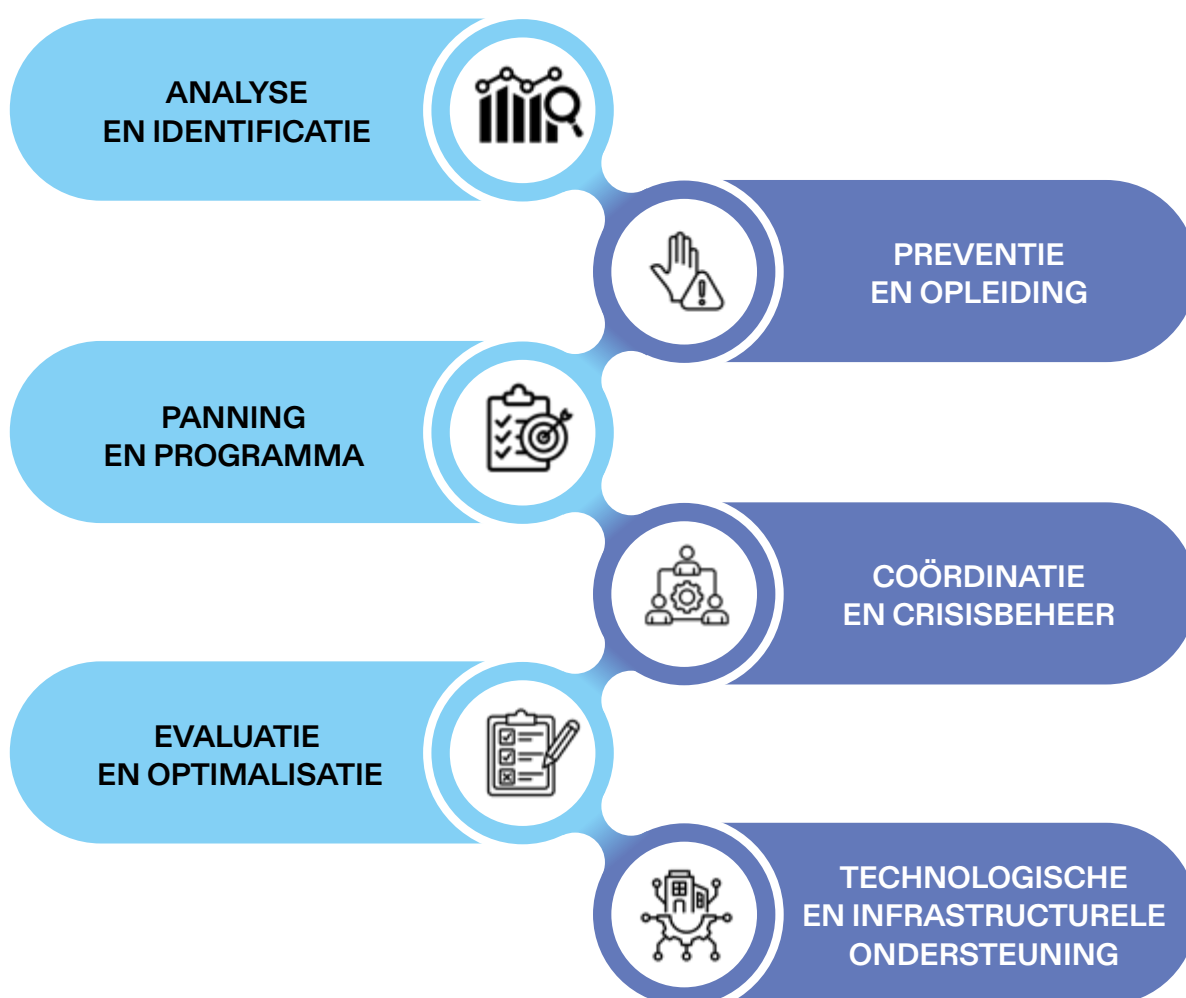 ANALYSE
EN IDENTIFICATIE
PREVENTIE
EN OPLEIDING
PANNING
EN PROGRAMMA
COÖRDINATIE
EN CRISISBEHEER
EVALUATIE
EN OPTIMALISATIE
TECHNOLOGISCHE
EN INFRASTRUCTURELE
ONDERSTEUNING